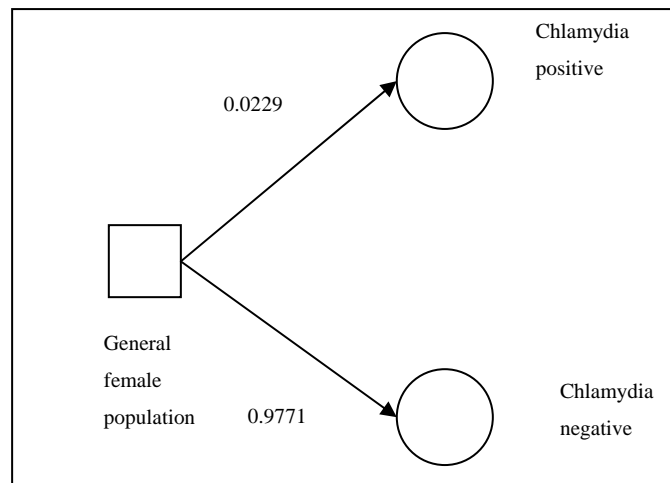 Chlamydia
positive
0.0229
General
female
population
0.9771
Chlamydia
negative